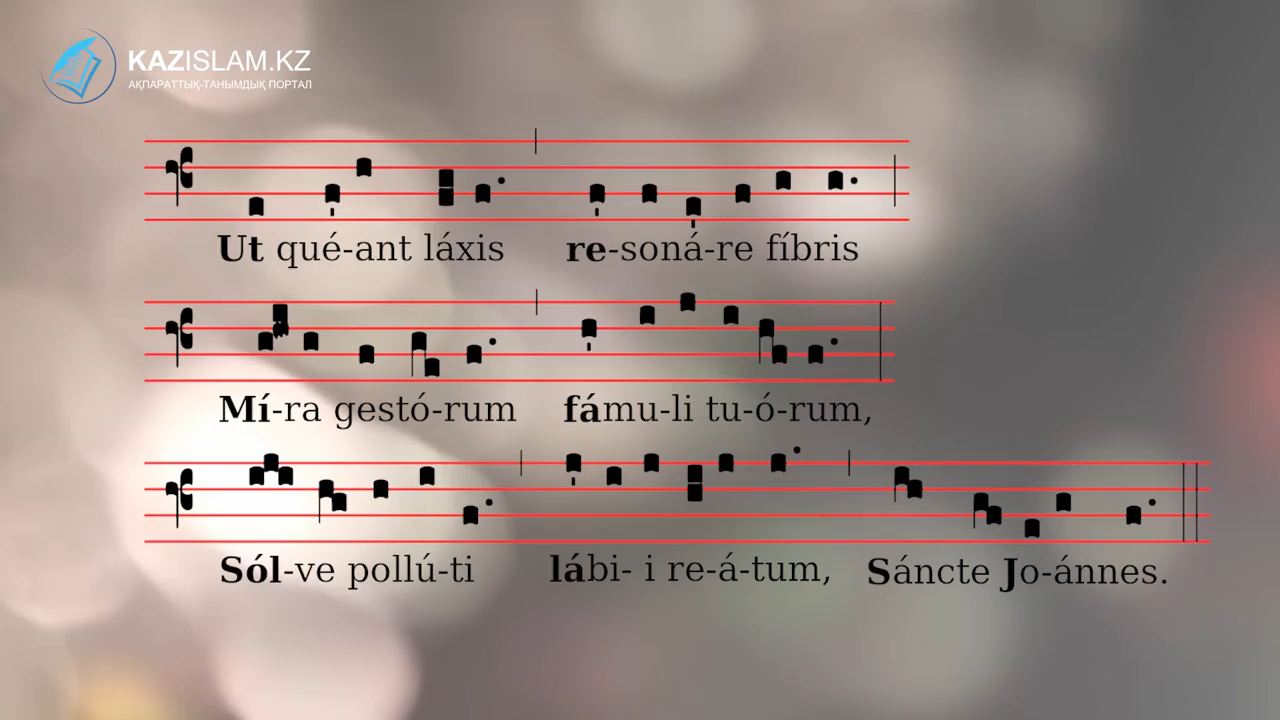 KAZISLAM.KZ
АҚПАРАТТЫҚ-ТАНЫМДЫҚ ПОРТАЛ
Ut qué-ant láxis re-soná-re fíbris
Mí-ra gestó-rum fámu-li tu-ó-rum,
Sól-ve pollú-ti lábi- i re-á-tum, Sáncte Jo-ánnes.